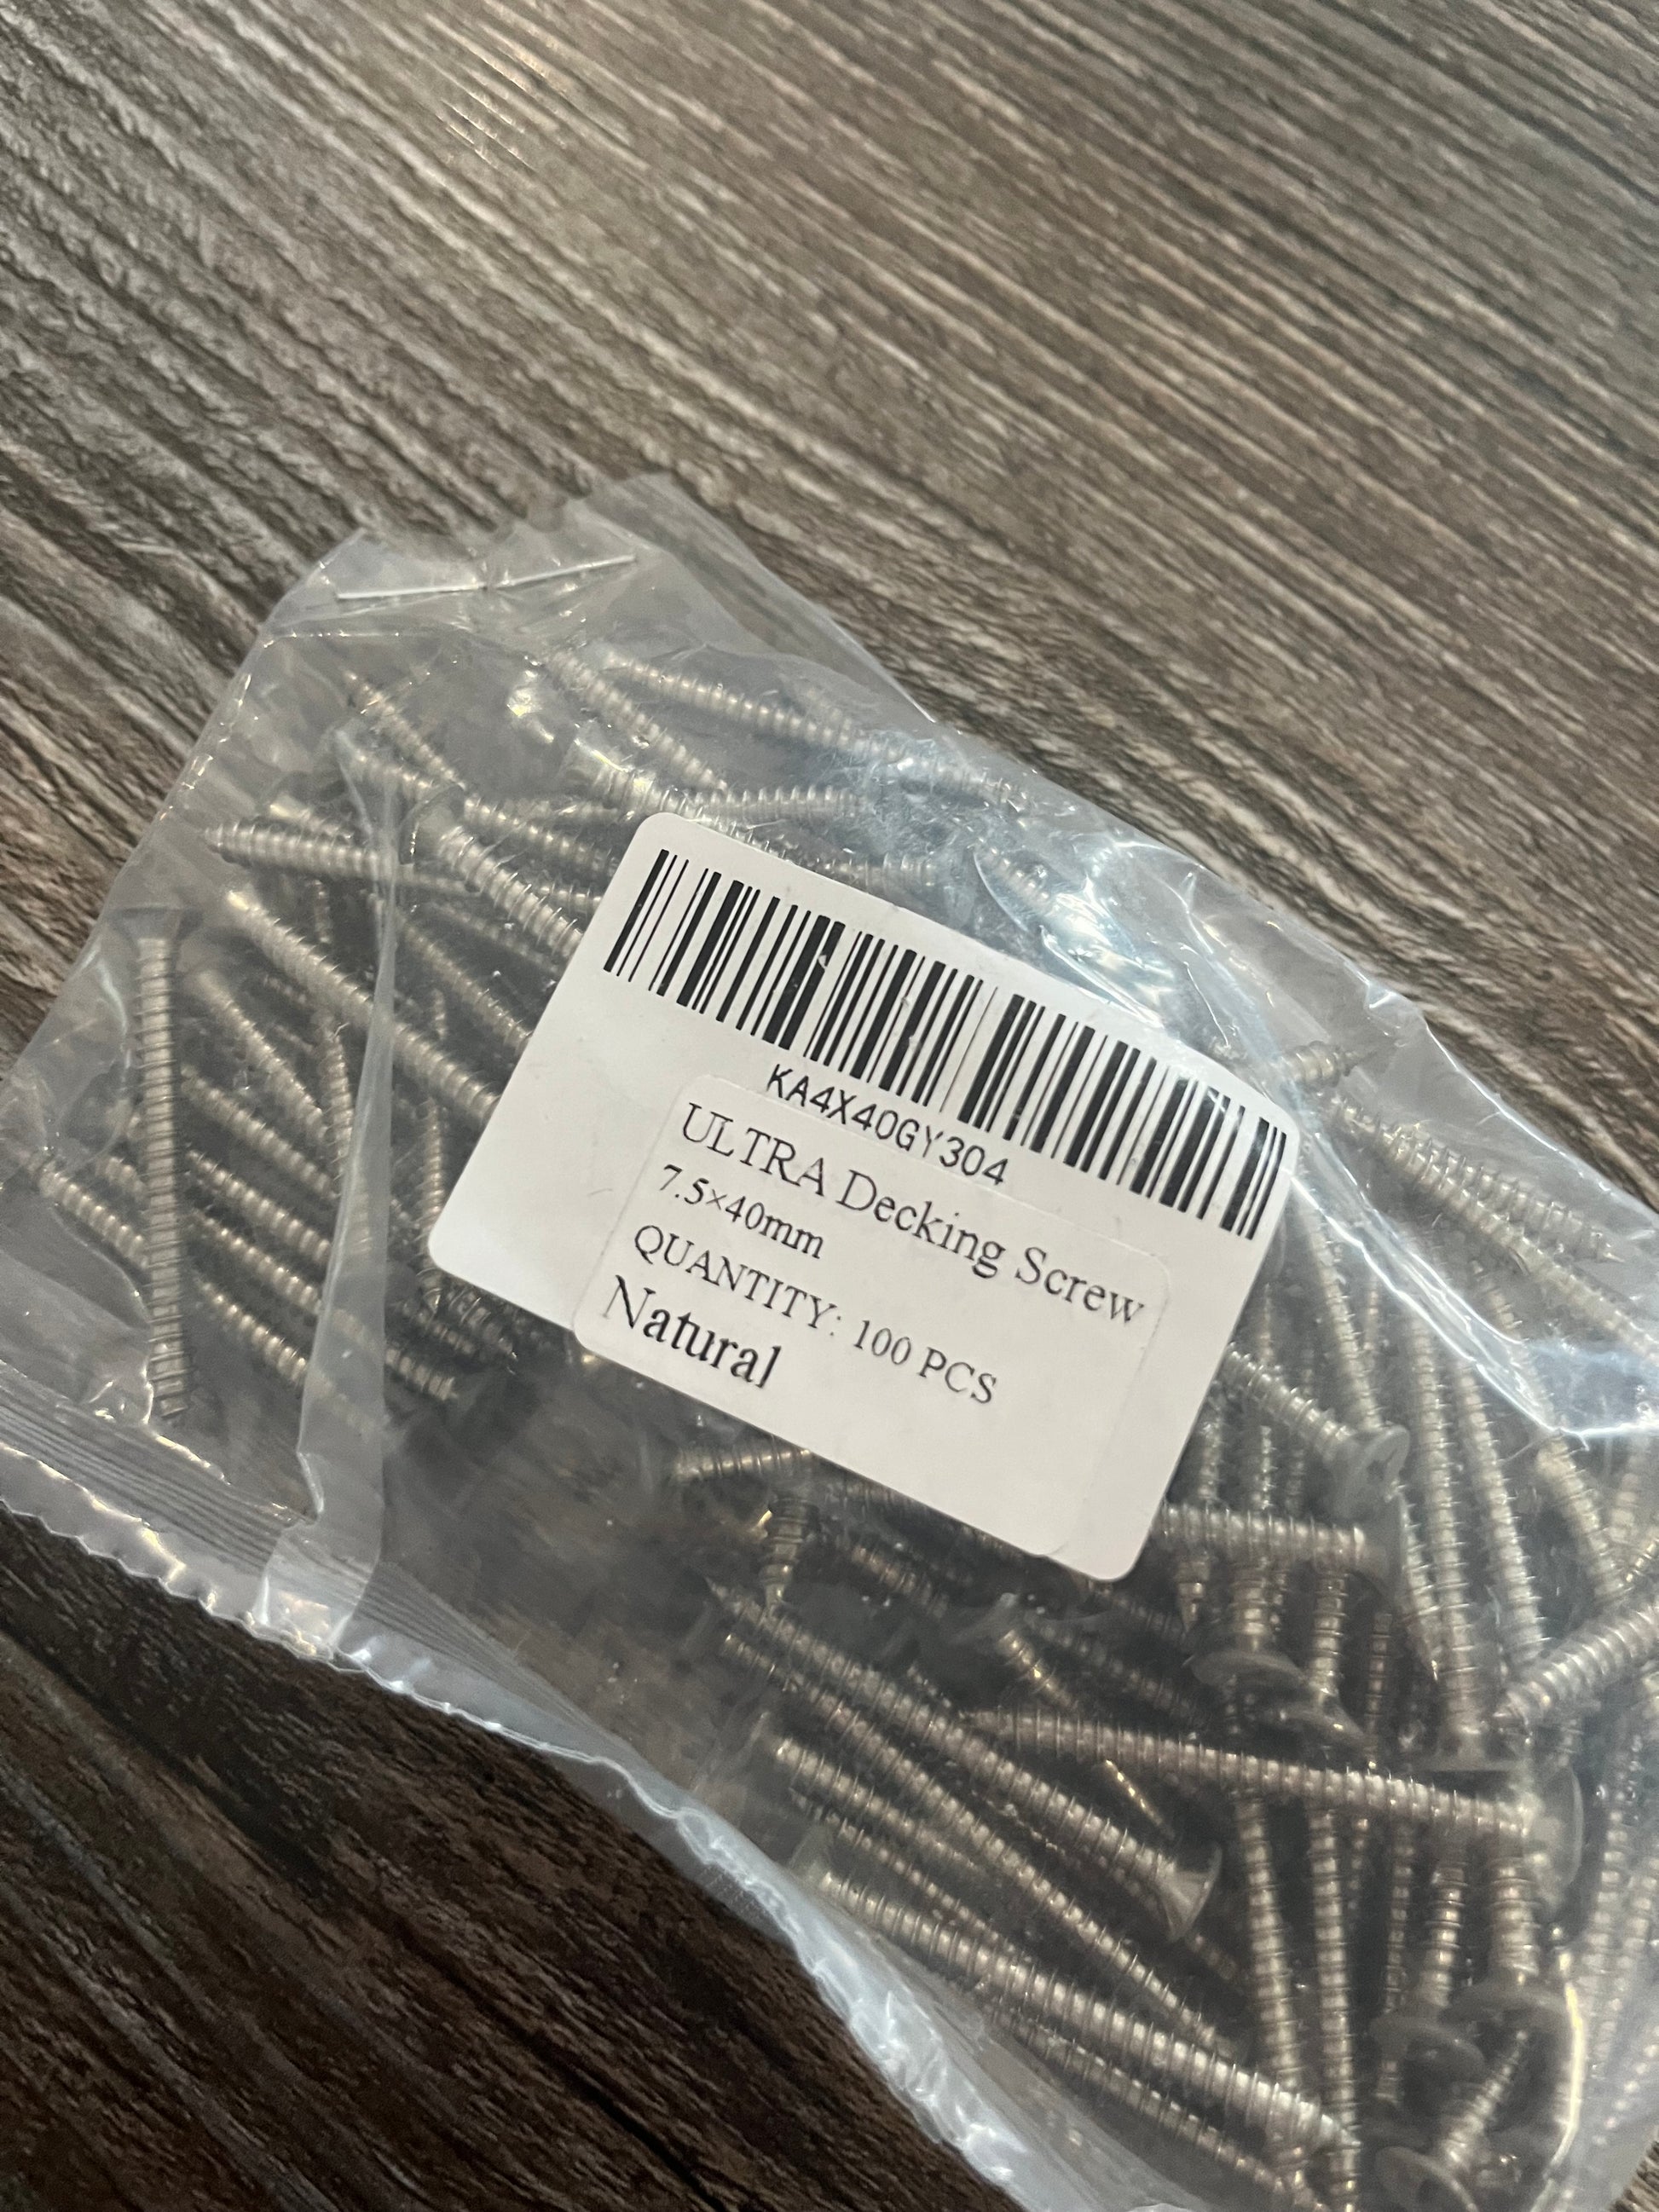 KA4X40GY304
ULTRA Decking Screw
7.5×40mm
QUANTITY: 100 PCS
Natural